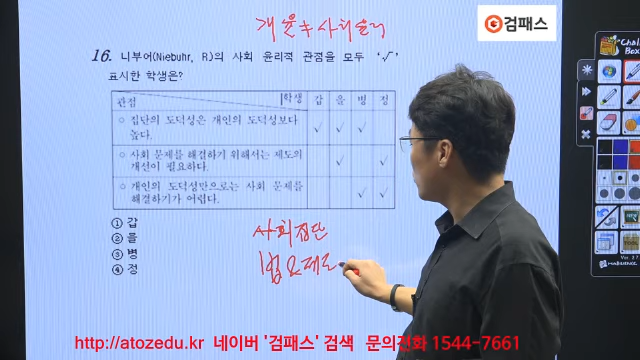 개인≠사회윤리
검패스
16. 니부어(Niebuhr, R)의 사회 윤리적 관점을 모두 '√'
표시한 학생은?
관점 학생 갑 을 병 정
○ 집단의 도덕성은 개인의 도덕성보다 높다. √ √ √
○ 사회 문제를 해결하기 위해서는 제도의 개선이 필요하다. √ √
○ 개인의 도덕성만으로는 사회 문제를 해결하기가 어렵다. √ √
① 갑
② 을
③ 병
④ 정
사회집단
법 or 제도
http://atozedu.kr 네이버 '검패스' 검색 문의전화 1544-7661